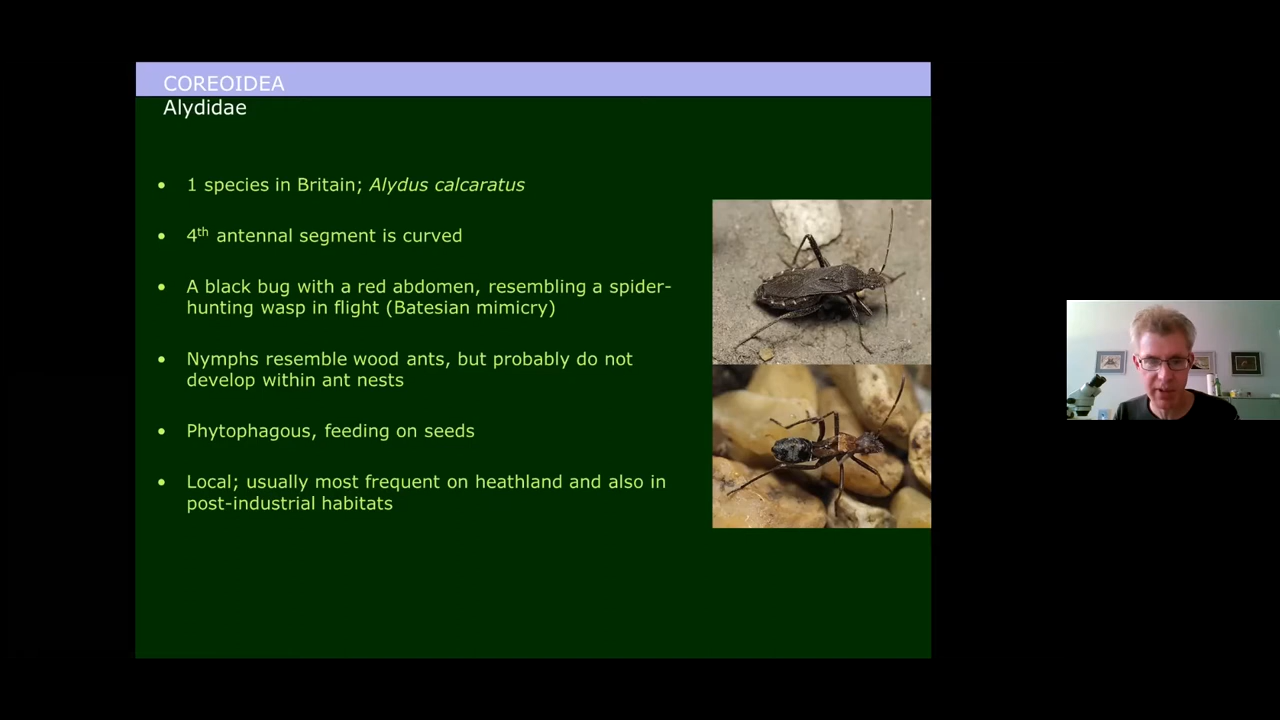 COREOIDEA
Alydidae
• 1 species in Britain; Alydus calcaratus
• 4th antennal segment is curved
• A black bug with a red abdomen, resembling a spider-
hunting wasp in flight (Batesian mimicry)
• Nymphs resemble wood ants, but probably do not
develop within ant nests
• Phytophagous, feeding on seeds
• Local; usually most frequent on heathland and also in
post-industrial habitats